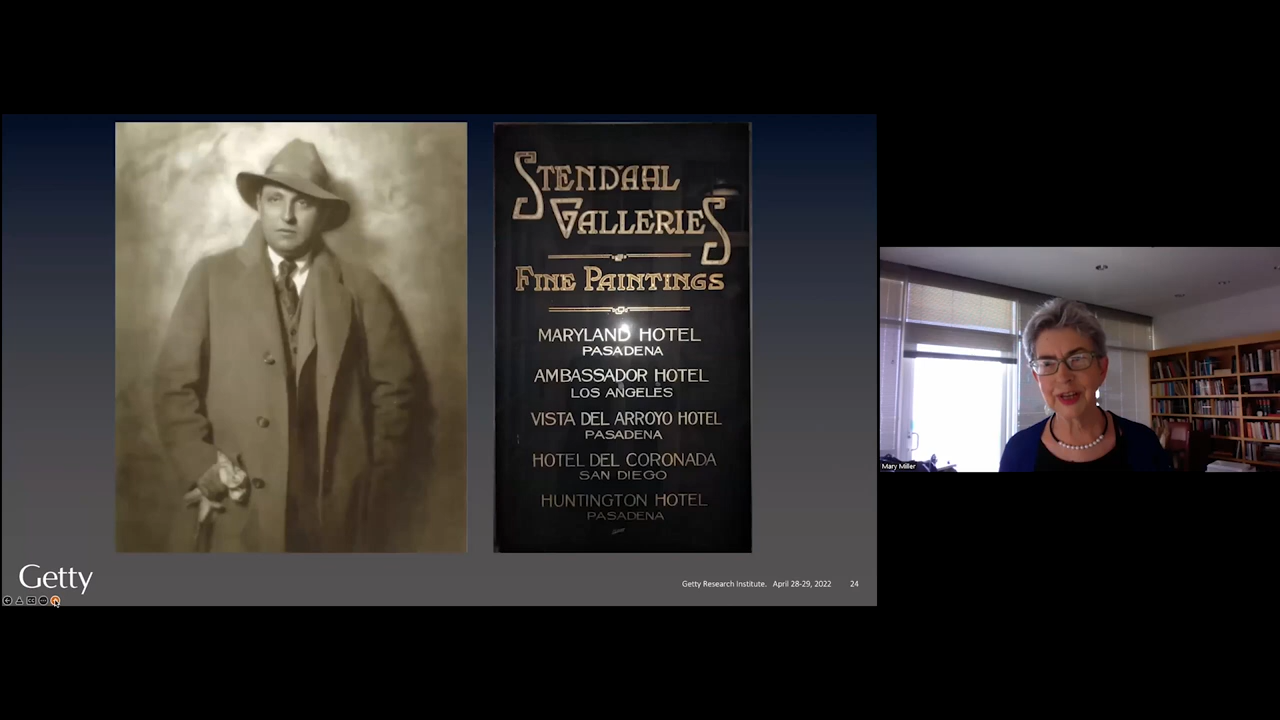 STENDAHL
GALLERIES
FINE PAINTINGS
MARYLAND HOTEL
PASADENA
AMBASSADOR HOTEL
LOS ANGELES
VISTA DEL ARROYO HOTEL
PASADENA
HOTEL DEL CORONADA
SAN DIEGO
HUNTINGTON HOTEL
PASADENA
Getty
Getty Research Institute. April 28-29, 2022 24
Mary Miller